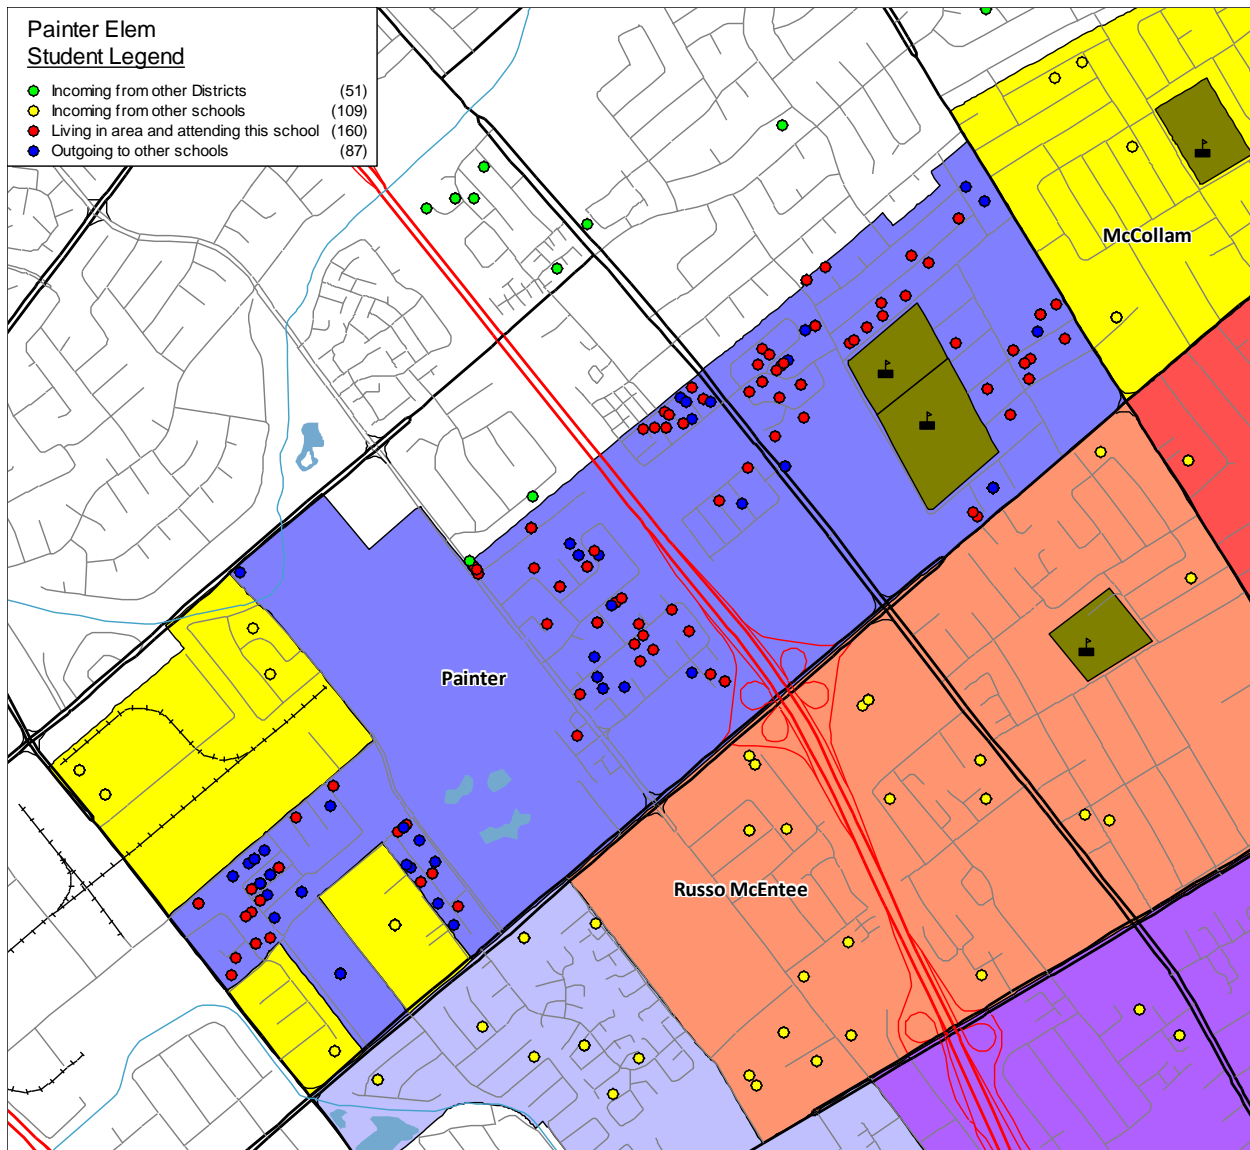 Painter Elem
Student Legend
Incoming from other Districts (51)
Incoming from other schools (109)
Living in area and attending this school (160)
Outgoing to other schools (87)
McCollam
Painter
Russo McEntee